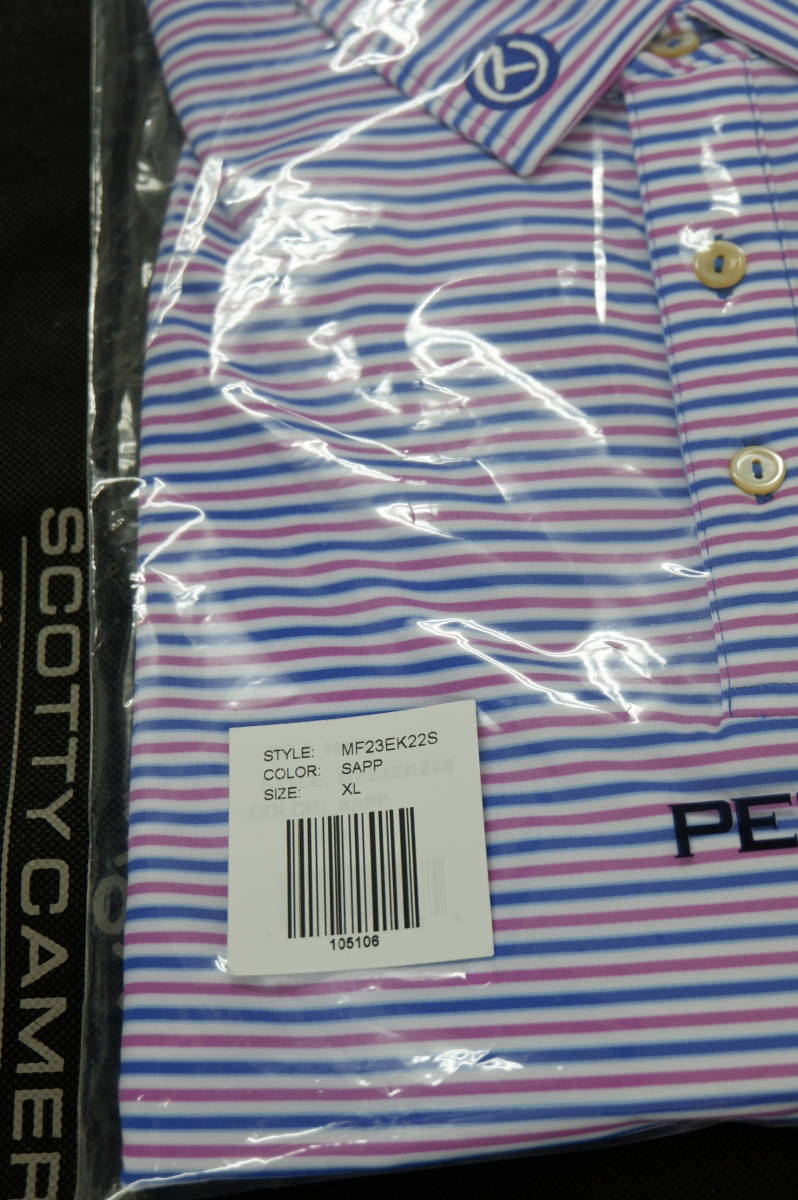 SCOTTY CAMER
T
STYLE: MF23EK22S
COLOR: SAPP
SIZE: XL
105106
PE